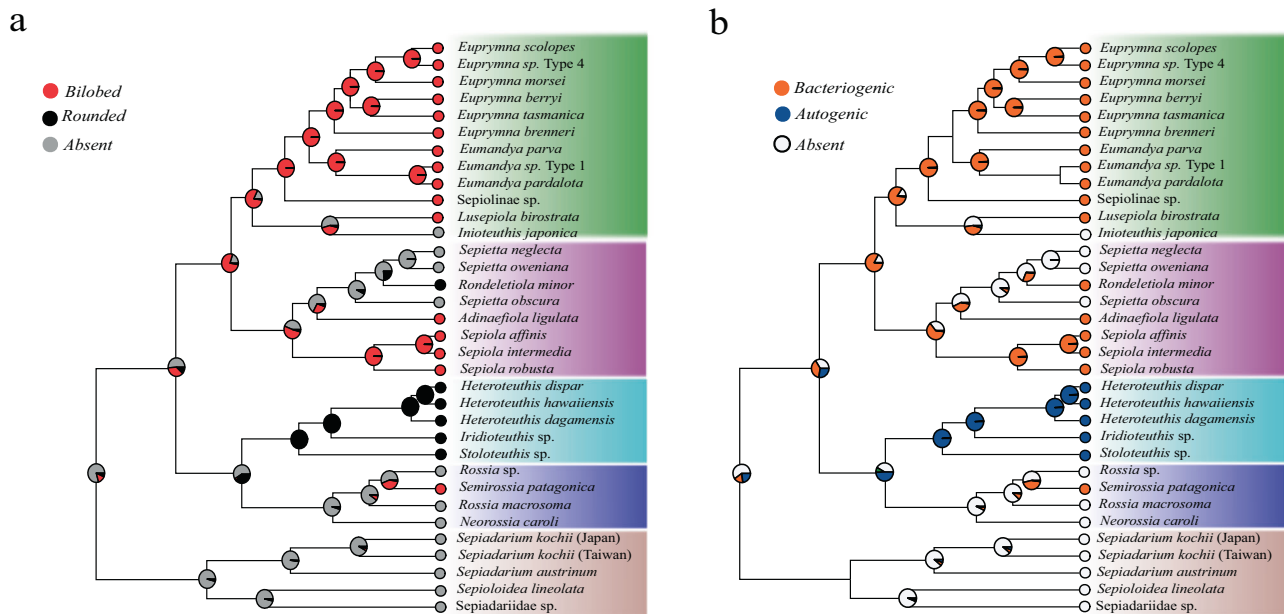 a
Bilobed
Rounded
Absent
Euprymna scolopes
Euprymna sp. Type 4
Euprymna morsei
Euprymna berryi
Euprymna tasmanica
Euprymna brenneri
Eumandya parva
Eumandya sp. Type 1
Eumandya pardalota
Sepiolinae sp.
Lusepiola birostrata
Inioteuthis japonica
Sepietta neglecta
Sepietta oweniana
Rondeletiola minor
Sepietta obscura
Adinaefiola ligulata
Sepiola affinis
Sepiola intermedia
Sepiola robusta
Heteroteuthis dispar
Heteroteuthis hawaiiensis
Heteroteuthis dagamensis
Iridioteuthis sp.
Stoloteuthis sp.
Rossia sp.
Semirossia patagonica
Rossia macrosoma
Neorossia caroli
Sepiadarium kochii (Japan)
Sepiadarium kochii (Taiwan)
Sepiadarium austrinum
Sepioloidea lineolata
Sepiadariidae sp.
b
Bacteriogenic
Autogenic
Absent
Euprymna scolopes
Euprymna sp. Type 4
Euprymna morsei
Euprymna berryi
Euprymna tasmanica
Euprymna brenneri
Eumandya parva
Eumandya sp. Type 1
Eumandya pardalota
Sepiolinae sp.
Lusepiola birostrata
Inioteuthis japonica
Sepietta neglecta
Sepietta oweniana
Rondeletiola minor
Sepietta obscura
Adinaefiola ligulata
Sepiola affinis
Sepiola intermedia
Sepiola robusta
Heteroteuthis dispar
Heteroteuthis hawaiiensis
Heteroteuthis dagamensis
Iridioteuthis sp.
Stoloteuthis sp.
Rossia sp.
Semirossia patagonica
Rossia macrosoma
Neorossia caroli
Sepiadarium kochii (Japan)
Sepiadarium kochii (Taiwan)
Sepiadarium austrinum
Sepioloidea lineolata
Sepiadariidae sp.